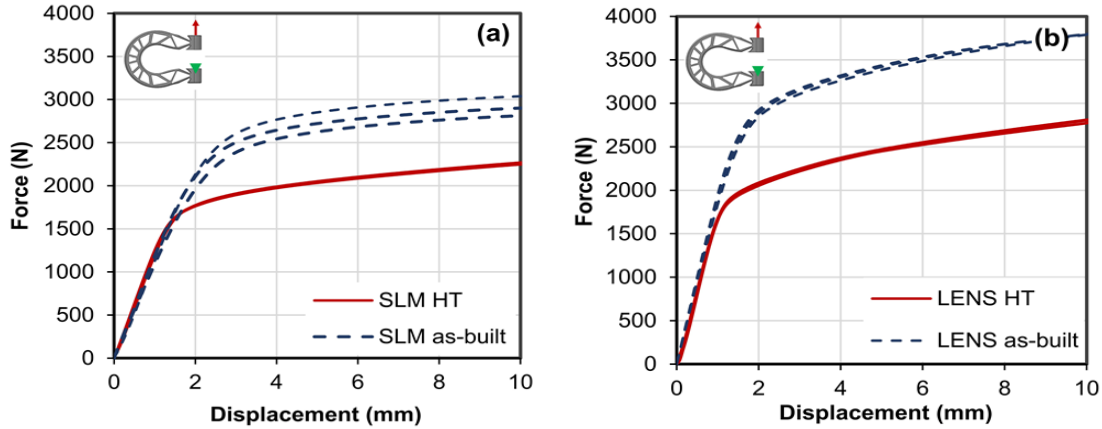 (a)
4000
3500
3000
2500
2000
1500
1000
500
0
Force (N)
SLM HT
SLM as-built
0 2 4 6 8 10
Displacement (mm)
(b)
4000
3500
3000
2500
2000
1500
1000
500
0
Force (N)
LENS HT
LENS as-built
0 2 4 6 8 10
Displacement (mm)